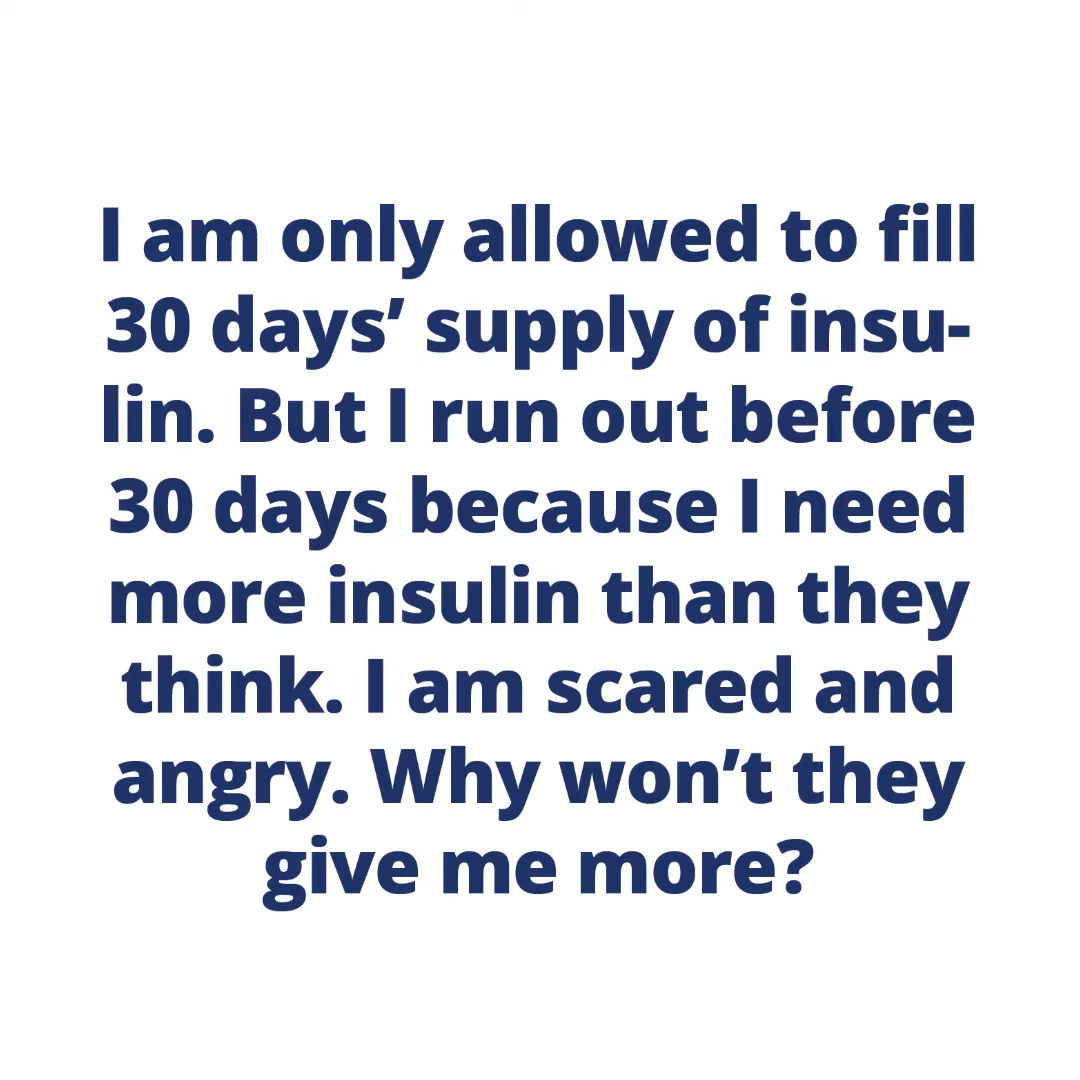 I am only allowed to fill
30 days’ supply of insu-
lin. But I run out before
30 days because I need
more insulin than they
think. I am scared and
angry. Why won’t they
give me more?